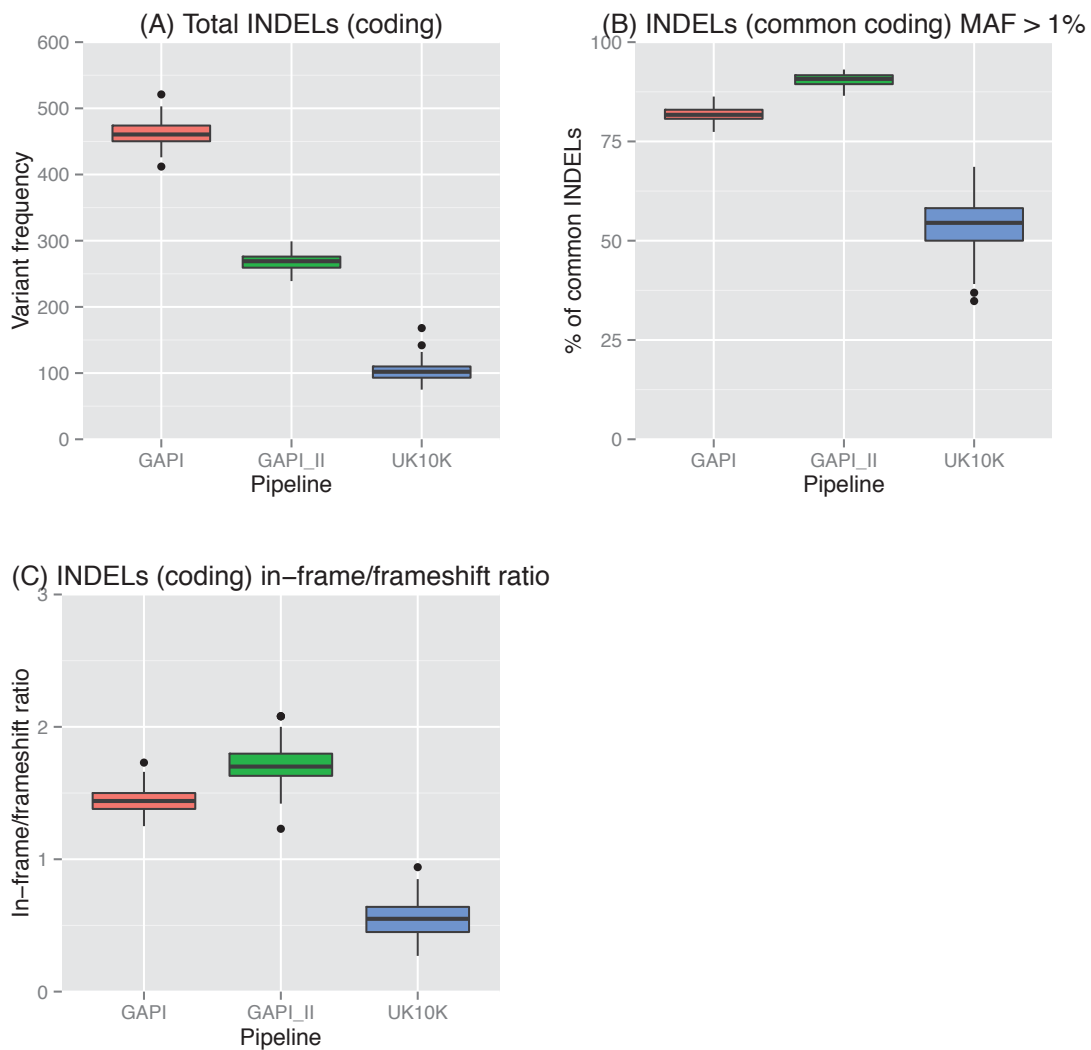 (A) Total INDELs (coding)
600
500
400
300
200
100
0
Variant frequency
GAPI
GAPI_II
UK10K
Pipeline
(B) INDELs (common coding) MAF > 1%
100
75
50
25
0
% of common INDELs
GAPI
GAPI_II
UK10K
Pipeline
(C) INDELs (coding) in−frame/frameshift ratio
3
2
1
0
In−frame/frameshift ratio
GAPI
GAPI_II
UK10K
Pipeline